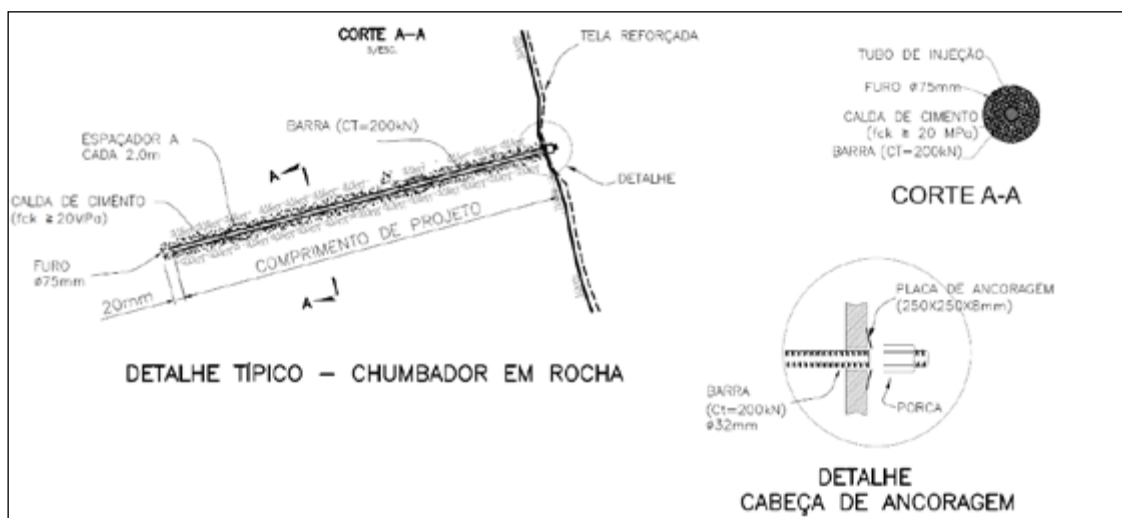 CORTE A-A
S/ESC.
TELA REFORÇADA
BARRA (CT=200kN)
ESPAÇADOR A
CADA 2.0m
A
DETALHE
CALDA DE CIMENTO
(fck ≥ 20VPa)
COMPRIMENTO DE PROJETO
FURO
ø75mm
A
20mm
DETALHE TÍPICO - CHUMBADOR EM ROCHA
TUBO DE INJEÇÃO
FURO ø75mm
CALDA DE CIMENTO
(fck ≥ 20 MPa)
BARRA (CT=200kN)
CORTE A-A
PLACA DE ANCORAGEM
(250X250X8mm)
BARRA
(Ct=200kN)
ø32mm
PORCA
DETALHE
CABEÇA DE ANCORAGEM